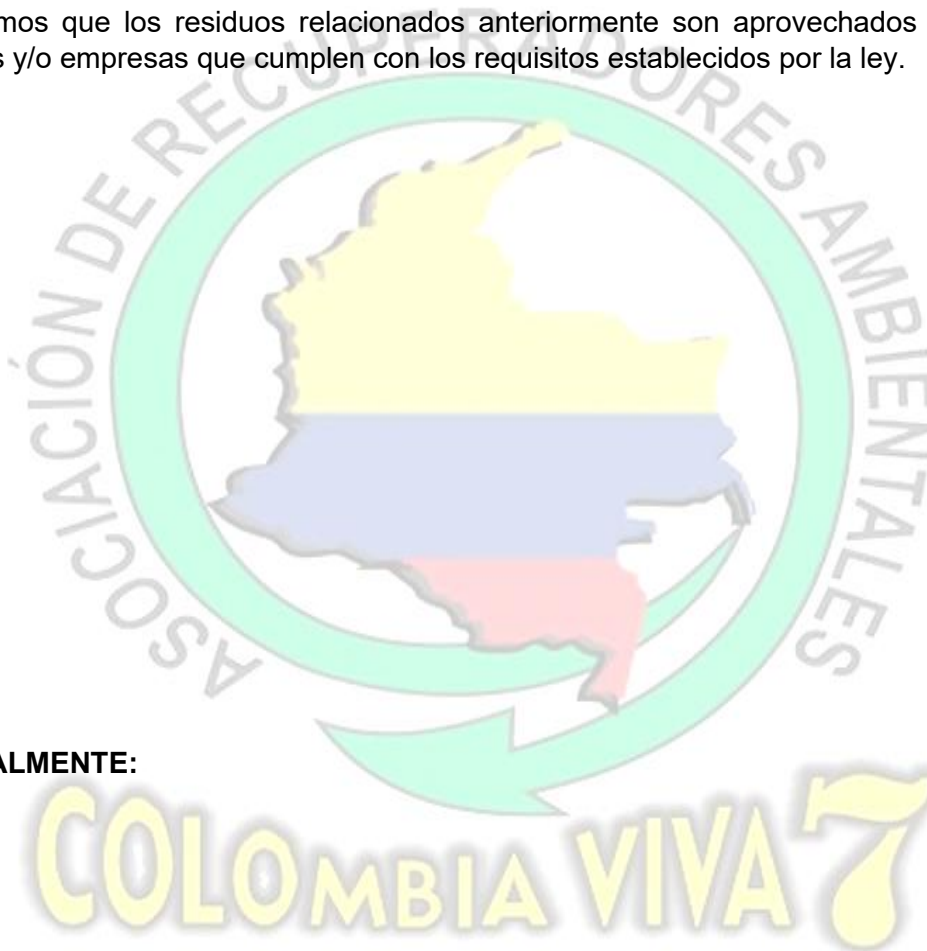 mos que los residuos relacionados anteriormente son aprovechados
s y/o empresas que cumplen con los requisitos establecidos por la ley.
ASOCIACIÓN DE RECUPERADORES AMBIENTALES
ALMENTE:
COLOMBIA VIVA 7